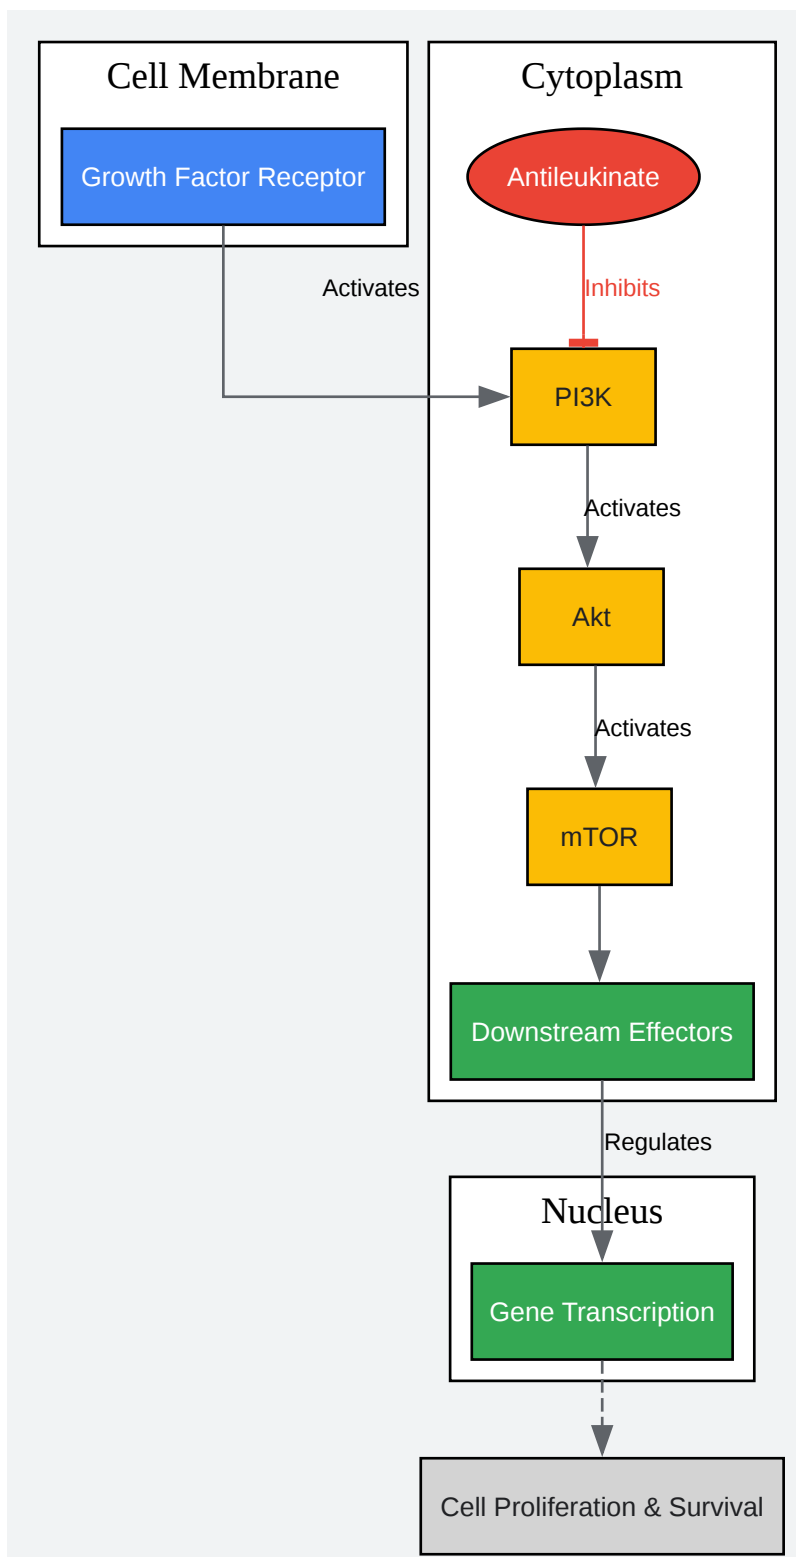 Cell Membrane
Growth Factor Receptor
Cytoplasm
Antileukinate
Activates
Inhibits
PI3K
Activates
Akt
Activates
mTOR
Downstream Effectors
Regulates
Nucleus
Gene Transcription
Cell Proliferation & Survival